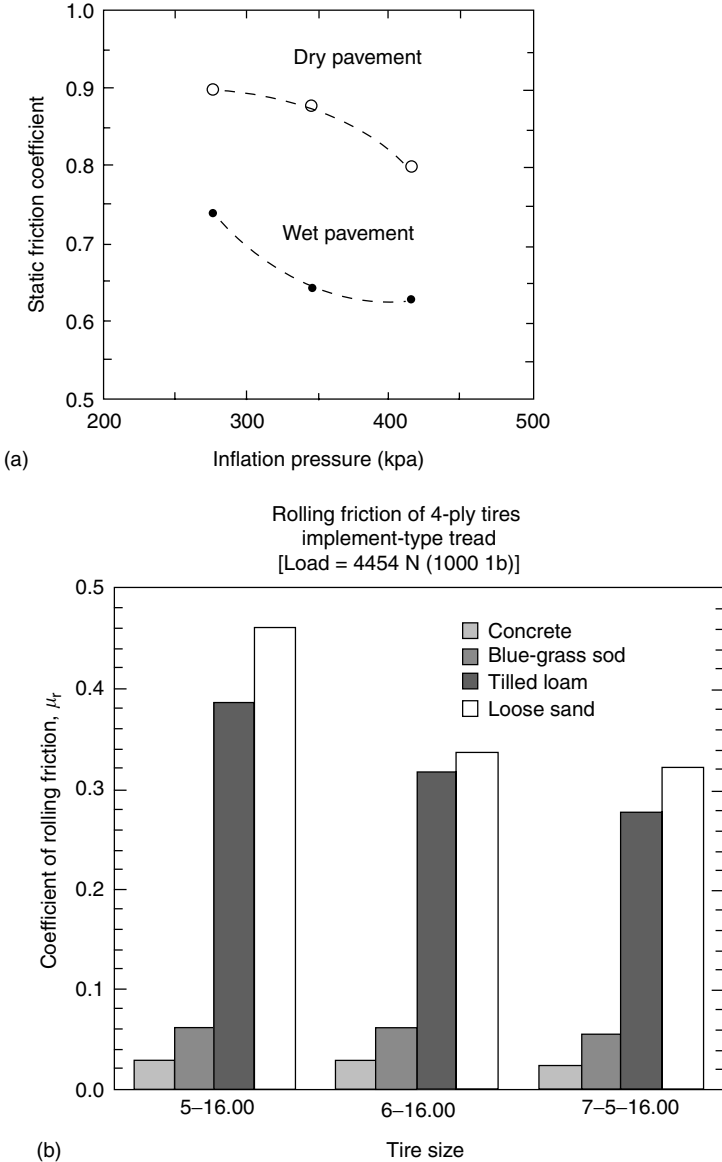 1.0
Dry pavement
0.9
0.8
Static friction coefficient
0.7
Wet pavement
0.6
0.5
200 300 400 500
(a) Inflation pressure (kpa)
Rolling friction of 4-ply tires
implement-type tread
[Load = 4454 N (1000 1b)]
0.5
Concrete
Blue-grass sod
Tilled loam
Loose sand
0.4
Coefficient of rolling friction, μr
0.3
0.2
0.1
0.0
5–16.00 6–16.00 7–5–16.00
(b) Tire size